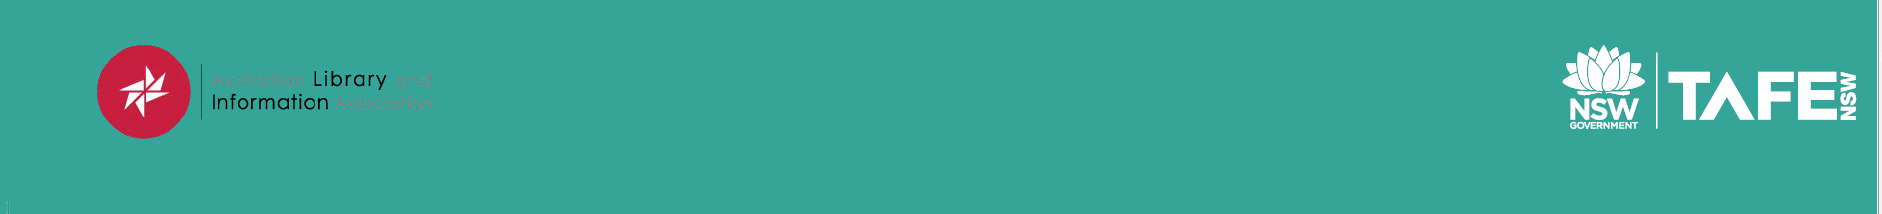 Australian Library and
Information Association
NSW
GOVERNMENT
TAFE
NSW